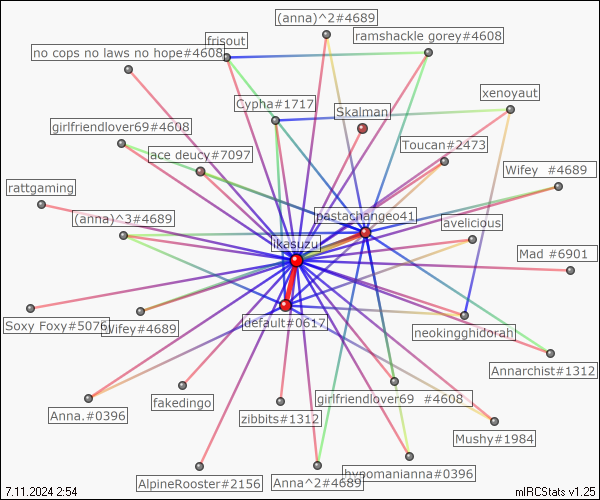 (anna)^2#4689
frisout
ramshackle gorey#4608
no cops no laws no hope#4608
xenoyaut
Cypha#1717
Skalman
girlfriendlover69#4608
Toucan#2473
ace deucy#7097
Wifey #4689
rattgaming
(anna)^3#4689
pastachangeo41
avelicious
ikasuzu
Mad #6901
Soxy Foxy#5076
Wifey#4689
default#0617
neokingghidorah
Annarchist#1312
Anna.#0396
fakedingo
zibbits#1312
girlfriendlover69 #4608
Mushy#1984
AlpineRooster#2156
Anna^2#4689
hypomanianna#0396
7.11.2024 2:54
mIRCStats v1.25